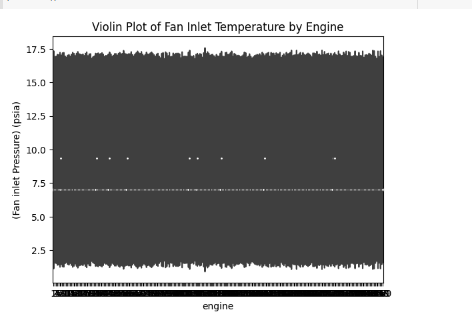 Violin Plot of Fan Inlet Temperature by Engine
17.5
15.0
12.5
10.0
7.5
5.0
2.5
(Fan inlet Pressure) (psia)
engine